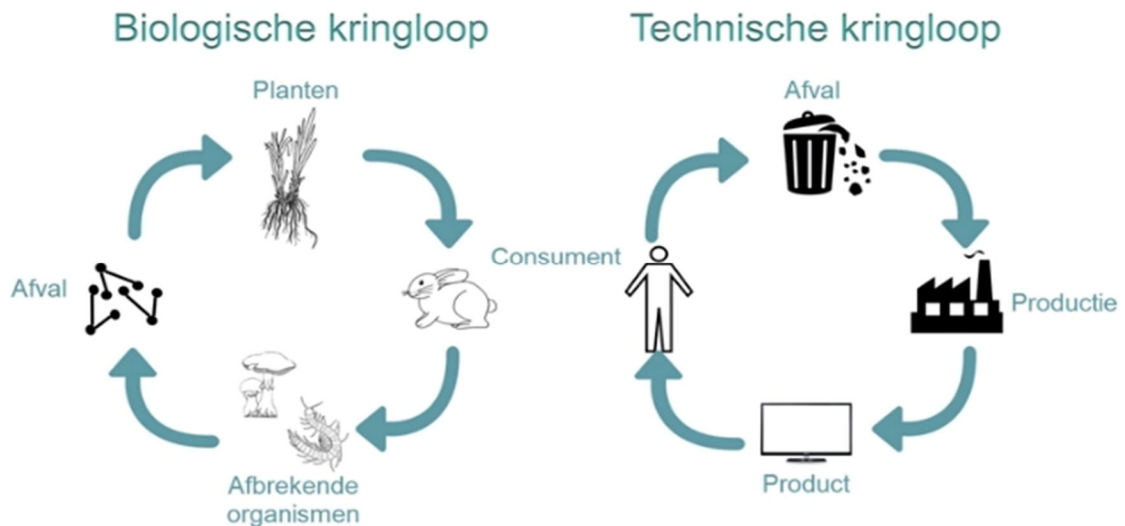 Biologische kringloop
Technische kringloop
Planten
Afval
Afval
Consument
Productie
Afbrekende
organismen
Product